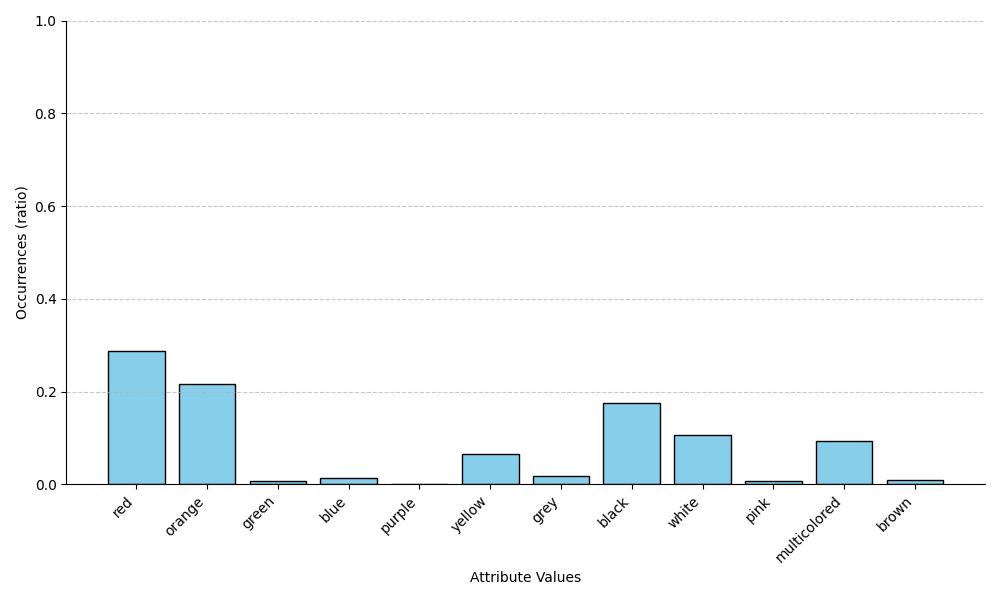 1.0
0.8
0.6
0.4
0.2
0.0
Occurrences (ratio)
red
orange
green
blue
purple
yellow
grey
black
white
pink
multicolored
brown
Attribute Values